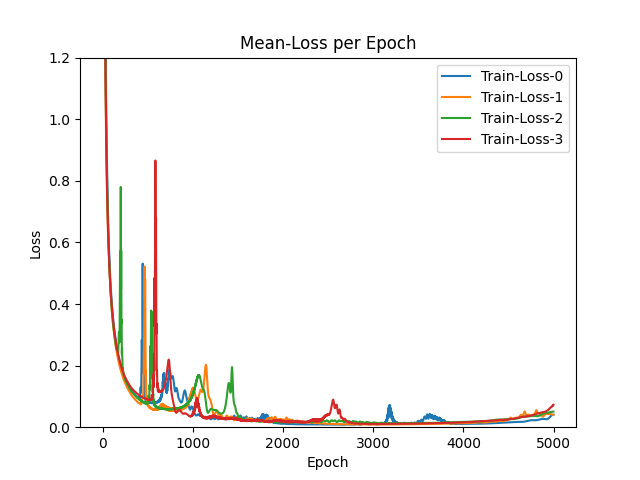 Mean-Loss per Epoch
1.2
1.0
0.8
0.6
0.4
0.2
0.0
Loss
Train-Loss-0
Train-Loss-1
Train-Loss-2
Train-Loss-3
0 1000 2000 3000 4000 5000
Epoch